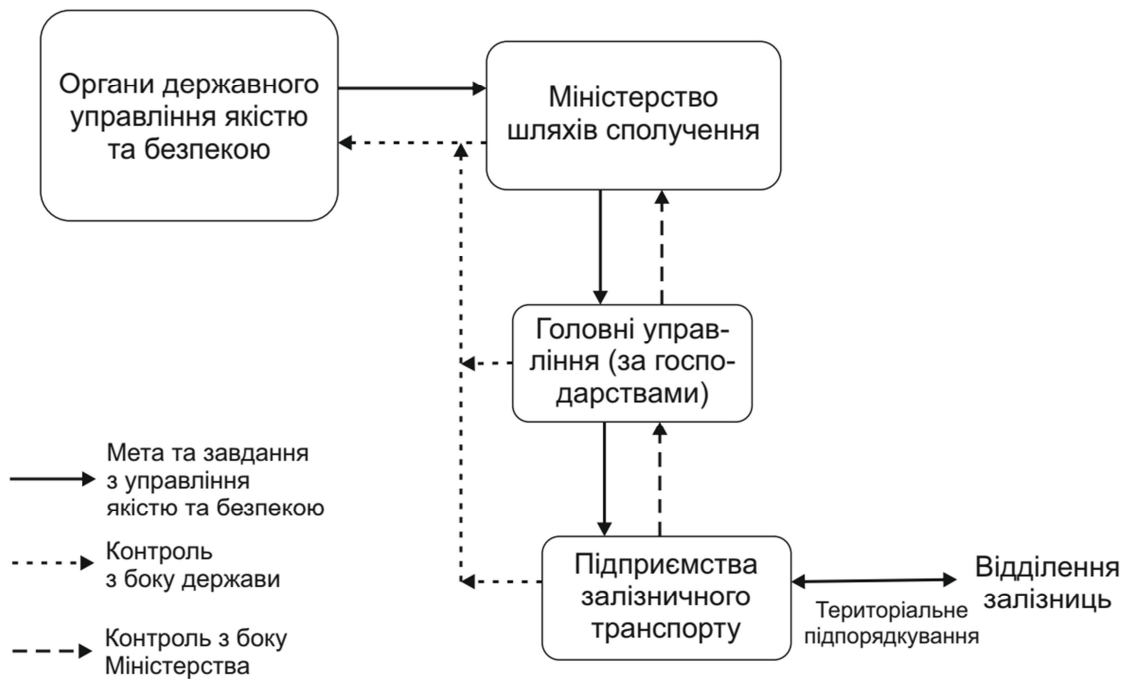 Органи державного
управління якістю
та безпекою
Міністерство
шляхів сполучення
Головні управ-
ління (за госпо-
дарствами)
Мета та завдання
з управління
якістю та безпекою
Контроль
з боку держави
Контроль з боку
Міністерства
Підприємства
залізничного
транспорту
Територіальне
підпорядкування
Відділення
залізниць